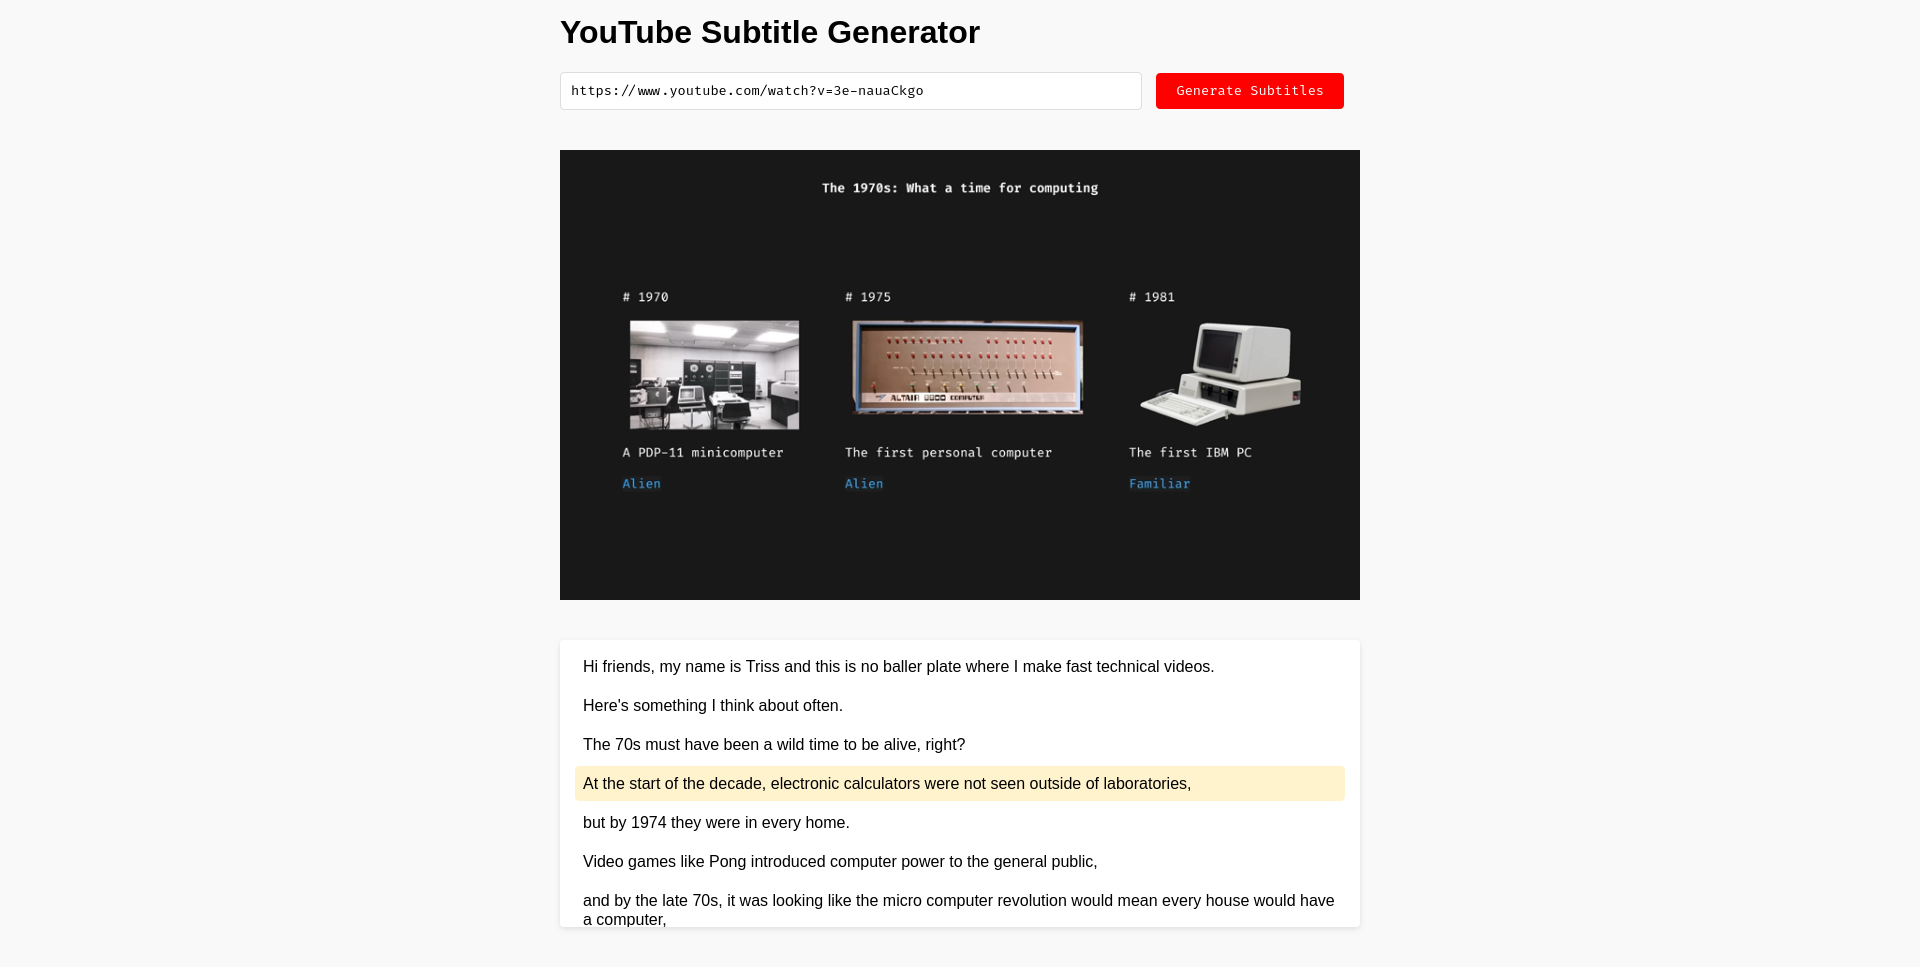 YouTube Subtitle Generator
https://www.youtube.com/watch?v=3e-nauaCkgo
Generate Subtitles
The 1970s: What a time for computing
# 1970
# 1975
# 1981
ALTAIR 8800 COMPUTER
A PDP-11 minicomputer
The first personal computer
The first IBM PC
Alien
Alien
Familiar
Hi friends, my name is Triss and this is no baller plate where I make fast technical videos.
Here's something I think about often.
The 70s must have been a wild time to be alive, right?
At the start of the decade, electronic calculators were not seen outside of laboratories,
but by 1974 they were in every home.
Video games like Pong introduced computer power to the general public,
and by the late 70s, it was looking like the micro computer revolution would mean every house would have
a computer,